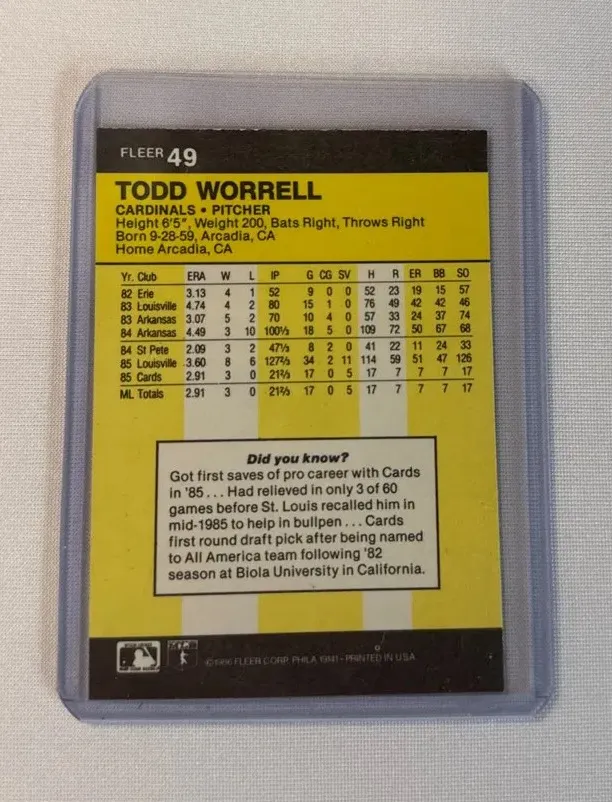 FLEER 49
TODD WORRELL
CARDINALS • PITCHER
Height 6'5", Weight 200, Bats Right, Throws Right
Born 9-28-59, Arcadia, CA
Home Arcadia, CA
Yr. Club ERA W L IP G CG SV H R ER BB SO
82 Erie 3.13 4 1 52 9 0 0 52 23 19 15 57
83 Louisville 4.74 4 2 80 15 1 0 76 49 42 42 46
83 Arkansas 3.07 5 2 70 10 4 0 57 33 24 37 74
84 Arkansas 4.49 3 10 100⅓ 18 5 0 109 72 50 67 68
84 St Pete 2.09 3 2 47⅓ 8 2 0 41 22 11 24 33
85 Louisville 3.60 8 6 127⅔ 34 2 11 114 59 51 47 126
85 Cards 2.91 3 0 21⅔ 17 0 5 17 7 7 7 17
ML Totals 2.91 3 0 21⅔ 17 0 5 17 7 7 7 17
Did you know?
Got first saves of pro career with Cards
in '85 . . . Had relieved in only 3 of 60
games before St. Louis recalled him in
mid-1985 to help in bullpen . . . Cards
first round draft pick after being named
to All America team following '82
season at Biola University in California.
©1986 FLEER CORP. PHILA 19141 - PRINTED IN U.S.A.